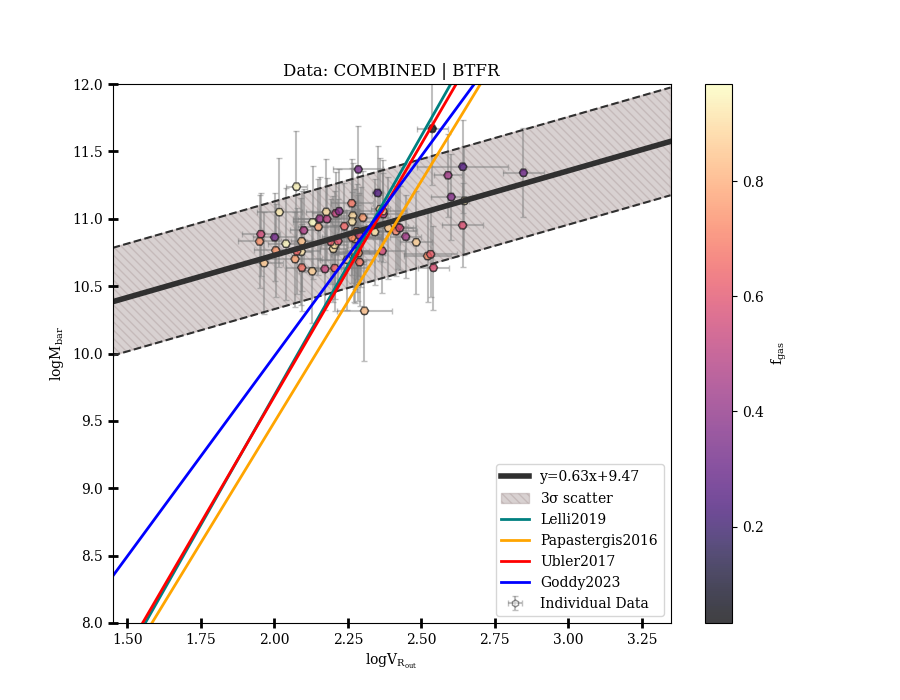 Data: COMBINED | BTFR
12.0
11.5
11.0
10.5
10.0
9.5
9.0
8.5
8.0
logM_bar
1.50
1.75
2.00
2.25
2.50
2.75
3.00
3.25
logV_R_out
y=0.63x+9.47
3σ scatter
Lelli2019
Papastergis2016
Ubler2017
Goddy2023
Individual Data
0.8
0.6
0.4
0.2
f_gas